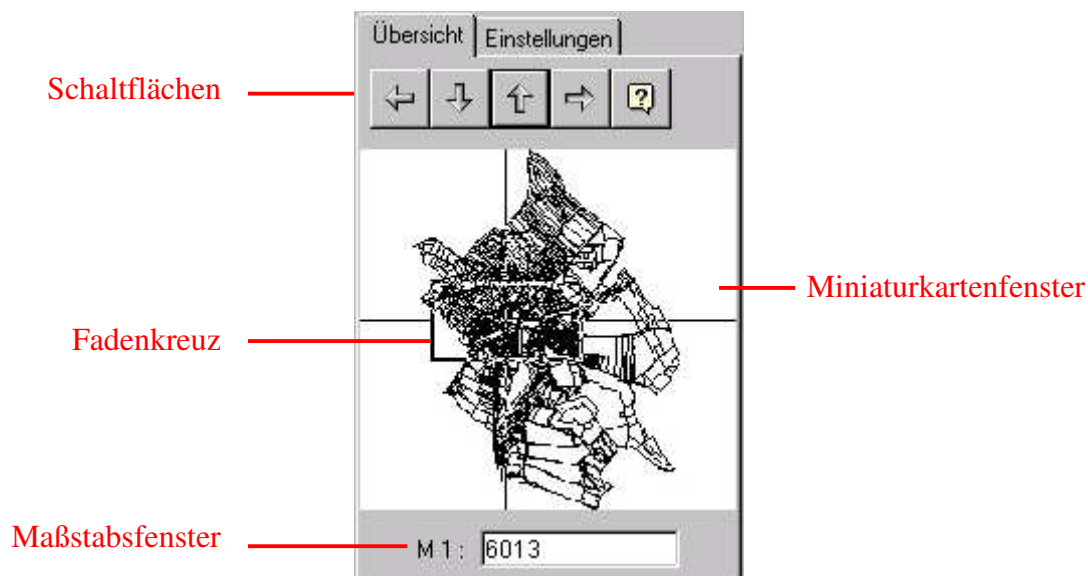 Übersicht Einstellungen
Schaltflächen
?
Miniaturkartenfenster
Fadenkreuz
Maßstabsfenster
M 1 : 6013